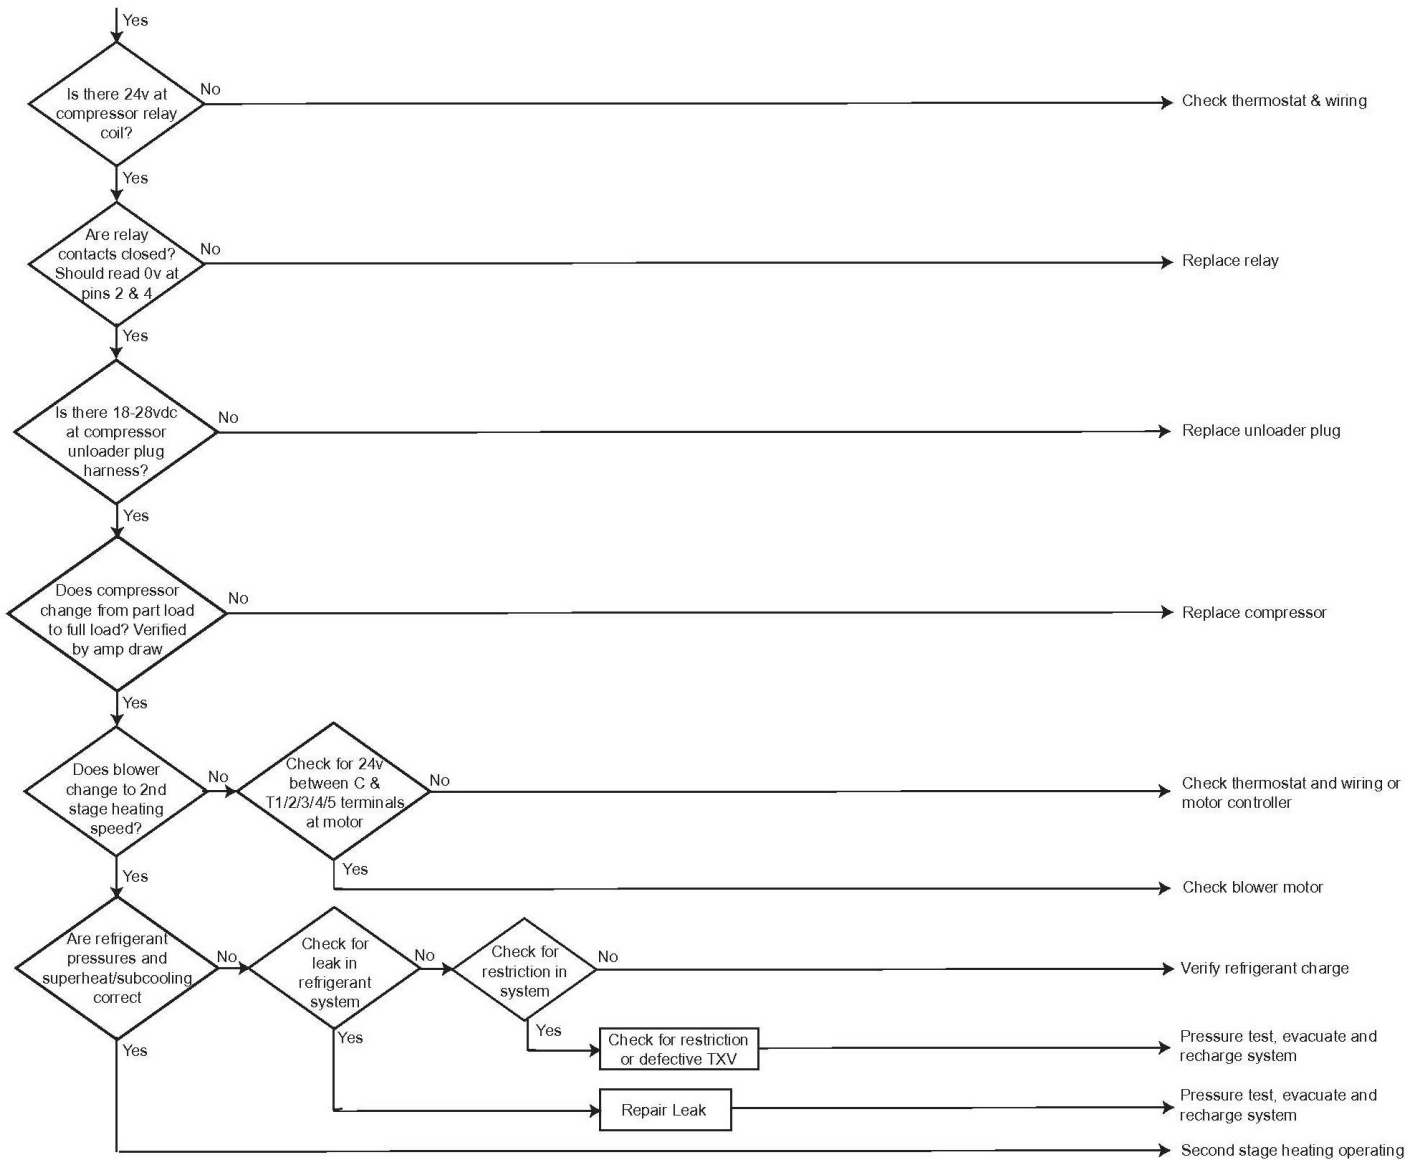 Yes
Is there 24v at
compressor relay
coil?
No
Check thermostat & wiring
Yes
Are relay
contacts closed?
Should read 0v at
pins 2 & 4
No
Replace relay
Yes
Is there 18-28vdc
at compressor
unloader plug
harness?
No
Replace unloader plug
Yes
Does compressor
change from part load
to full load? Verified
by amp draw
No
Replace compressor
Yes
Does blower
change to 2nd
stage heating
speed?
No
Check for 24v
between C &
T1/2/3/4/5 terminals
at motor
No
Check thermostat and wiring or
motor controller
Yes
Check blower motor
Yes
Are refrigerant
pressures and
superheat/subcooling
correct
No
Check for
leak in
refrigerant
system
No
Check for
restriction in
system
No
Verify refrigerant charge
Yes
Check for restriction
or defective TXV
Pressure test, evacuate and
recharge system
Yes
Repair Leak
Pressure test, evacuate and
recharge system
Yes
Second stage heating operating